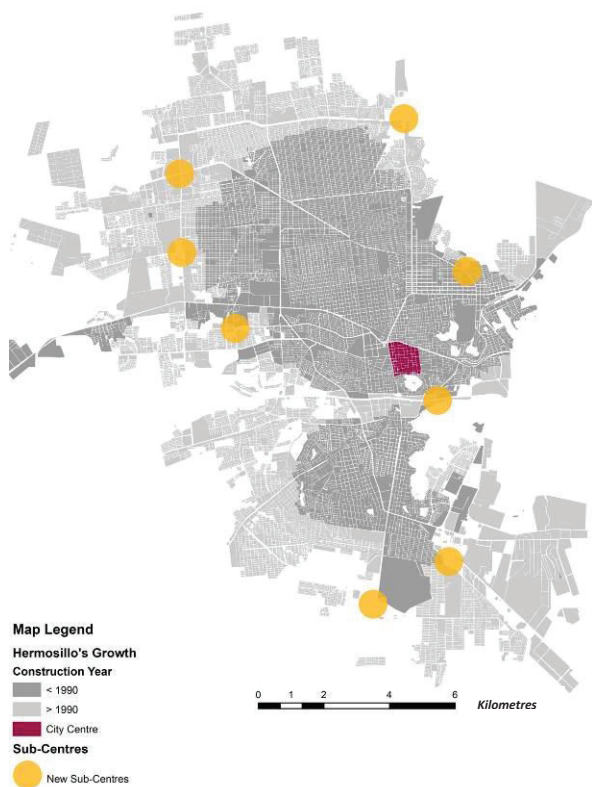 Map Legend
Hermosillo's Growth
Construction Year
< 1990
> 1990
City Centre
Sub-Centres
New Sub-Centres
0 1 2 4 6
Kilometres